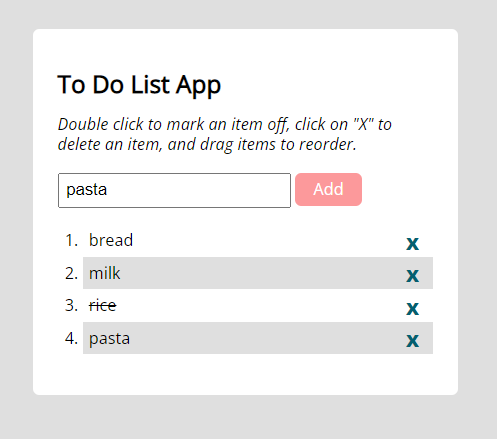 To Do List App
Double click to mark an item off, click on "X" to
delete an item, and drag items to reorder.
pasta Add
1. bread x
2. milk x
3. rice x
4. pasta x